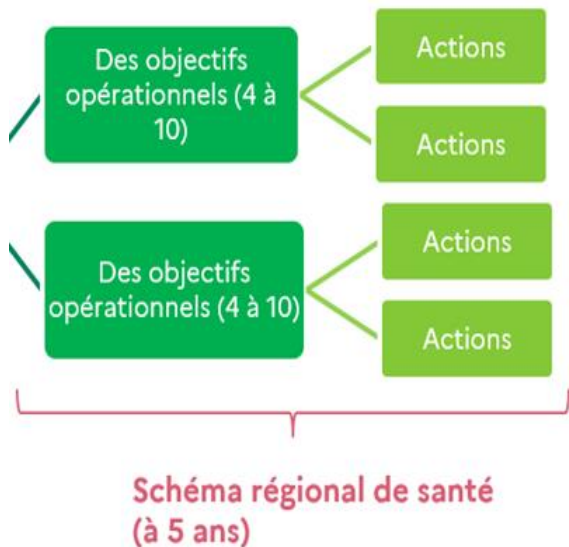 Des objectifs
opérationnels (4 à
10)
Actions
Actions
Des objectifs
opérationnels (4 à 10)
Actions
Actions
Schéma régional de santé
(à 5 ans)